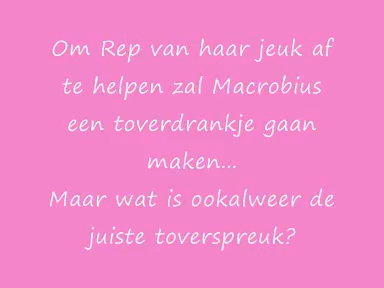 Om Rep van haar jeuk af
te helpen zal Macrobius
een toverdrankje gaan
maken...
Maar wat is ookalweer de
juiste toverspreuk?